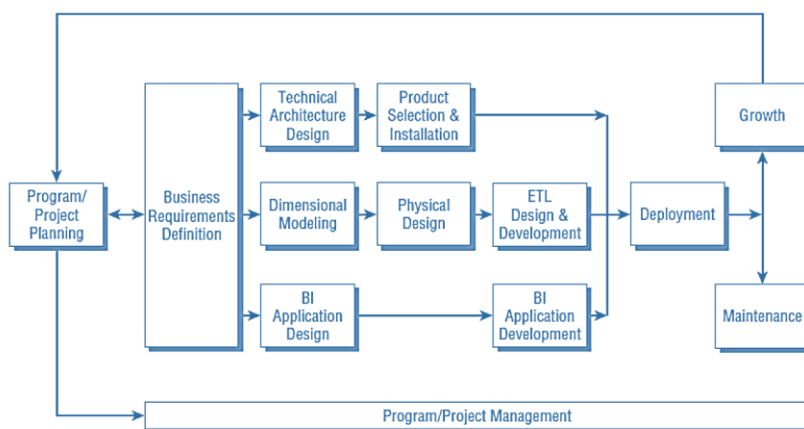 Technical
Architecture
Design
Product
Selection &
Installation
Growth
Program/
Project
Planning
Business
Requirements
Definition
Dimensional
Modeling
Physical
Design
ETL
Design &
Development
Deployment
BI
Application
Design
BI
Application
Development
Maintenance
Program/Project Management